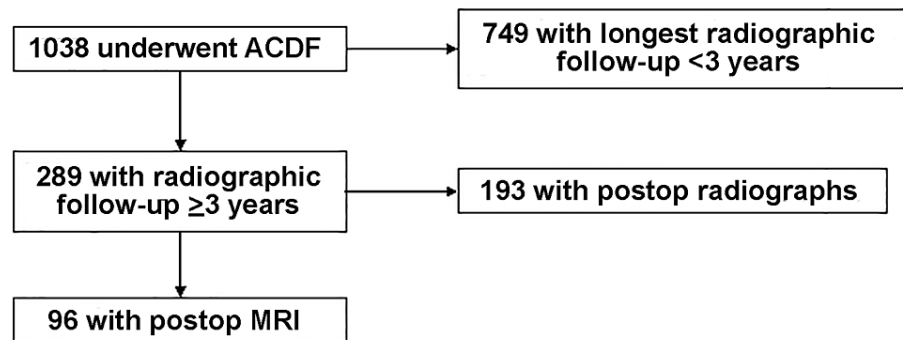 1038 underwent ACDF
749 with longest radiographic
follow-up <3 years
289 with radiographic
follow-up ≥3 years
193 with postop radiographs
96 with postop MRI